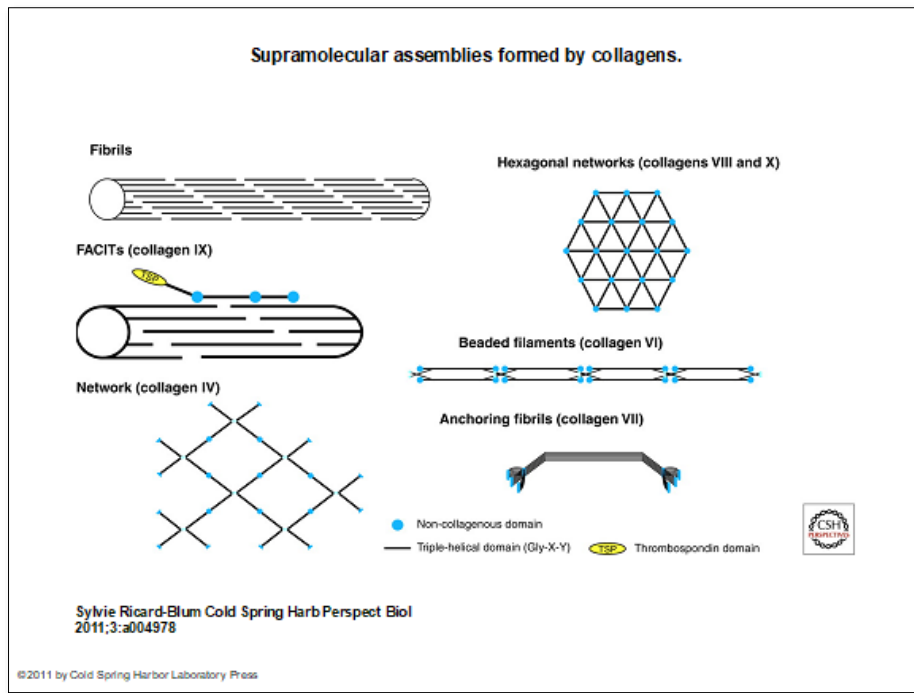 Supramolecular assemblies formed by collagens.
Fibrils
FACITs (collagen IX)
TSP
Network (collagen IV)
Hexagonal networks (collagens VIII and X)
Beaded filaments (collagen VI)
Anchoring fibrils (collagen VII)
Non-collagenous domain
Triple-helical domain (Gly-X-Y)
TSP Thrombospondin domain
CSH
PERSPECTIVES
Sylvie Ricard-Blum Cold Spring Harb Perspect Biol
2011;3:a004978
©2011 by Cold Spring Harbor Laboratory Press